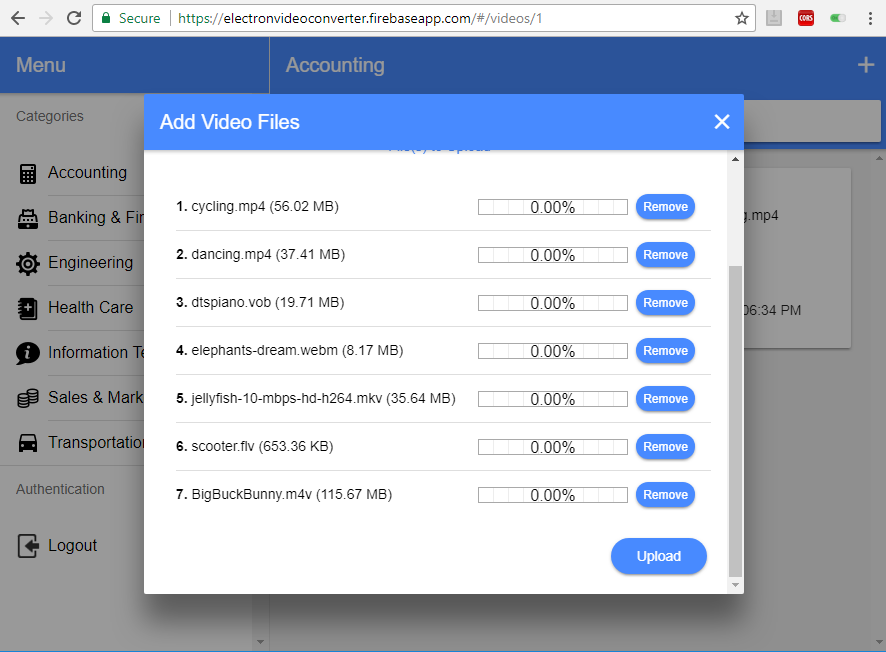 Secure https://electronvideoconverter.firebaseapp.com/#/videos/1
CORS
Menu
Accounting
Add Video Files
Categories
Accounting
Banking & Fi
Engineering
Health Care
Information Te
Sales & Mark
Transportatio
Authentication
Logout
File(s) to Upload
1. cycling.mp4 (56.02 MB) 0.00% Remove
2. dancing.mp4 (37.41 MB) 0.00% Remove
3. dtspiano.vob (19.71 MB) 0.00% Remove
4. elephants-dream.webm (8.17 MB) 0.00% Remove
5. jellyfish-10-mbps-hd-h264.mkv (35.64 MB) 0.00% Remove
6. scooter.flv (653.36 KB) 0.00% Remove
7. BigBuckBunny.m4v (115.67 MB) 0.00% Remove
Upload
g.mp4
06:34 PM